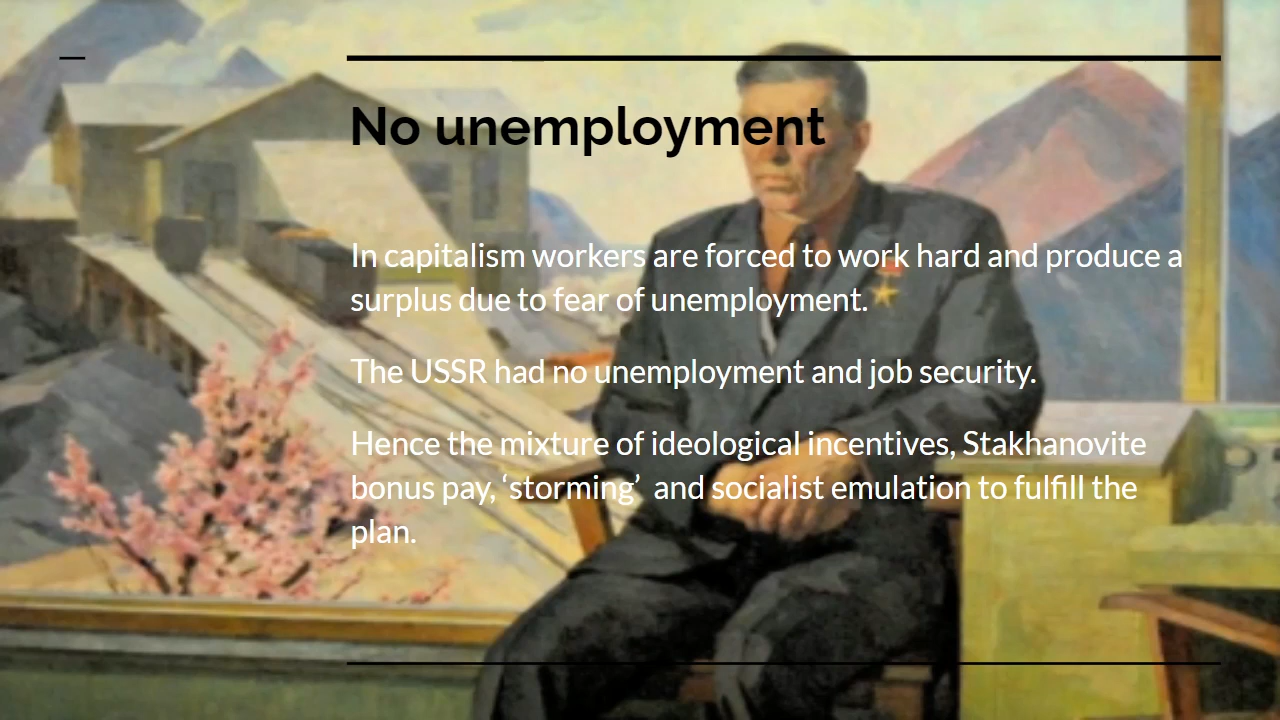 No unemployment
In capitalism workers are forced to work hard and produce a
surplus due to fear of unemployment.
The USSR had no unemployment and job security.
Hence the mixture of ideological incentives, Stakhanovite
bonus pay, ‘storming’  and socialist emulation to fulfill the
plan.